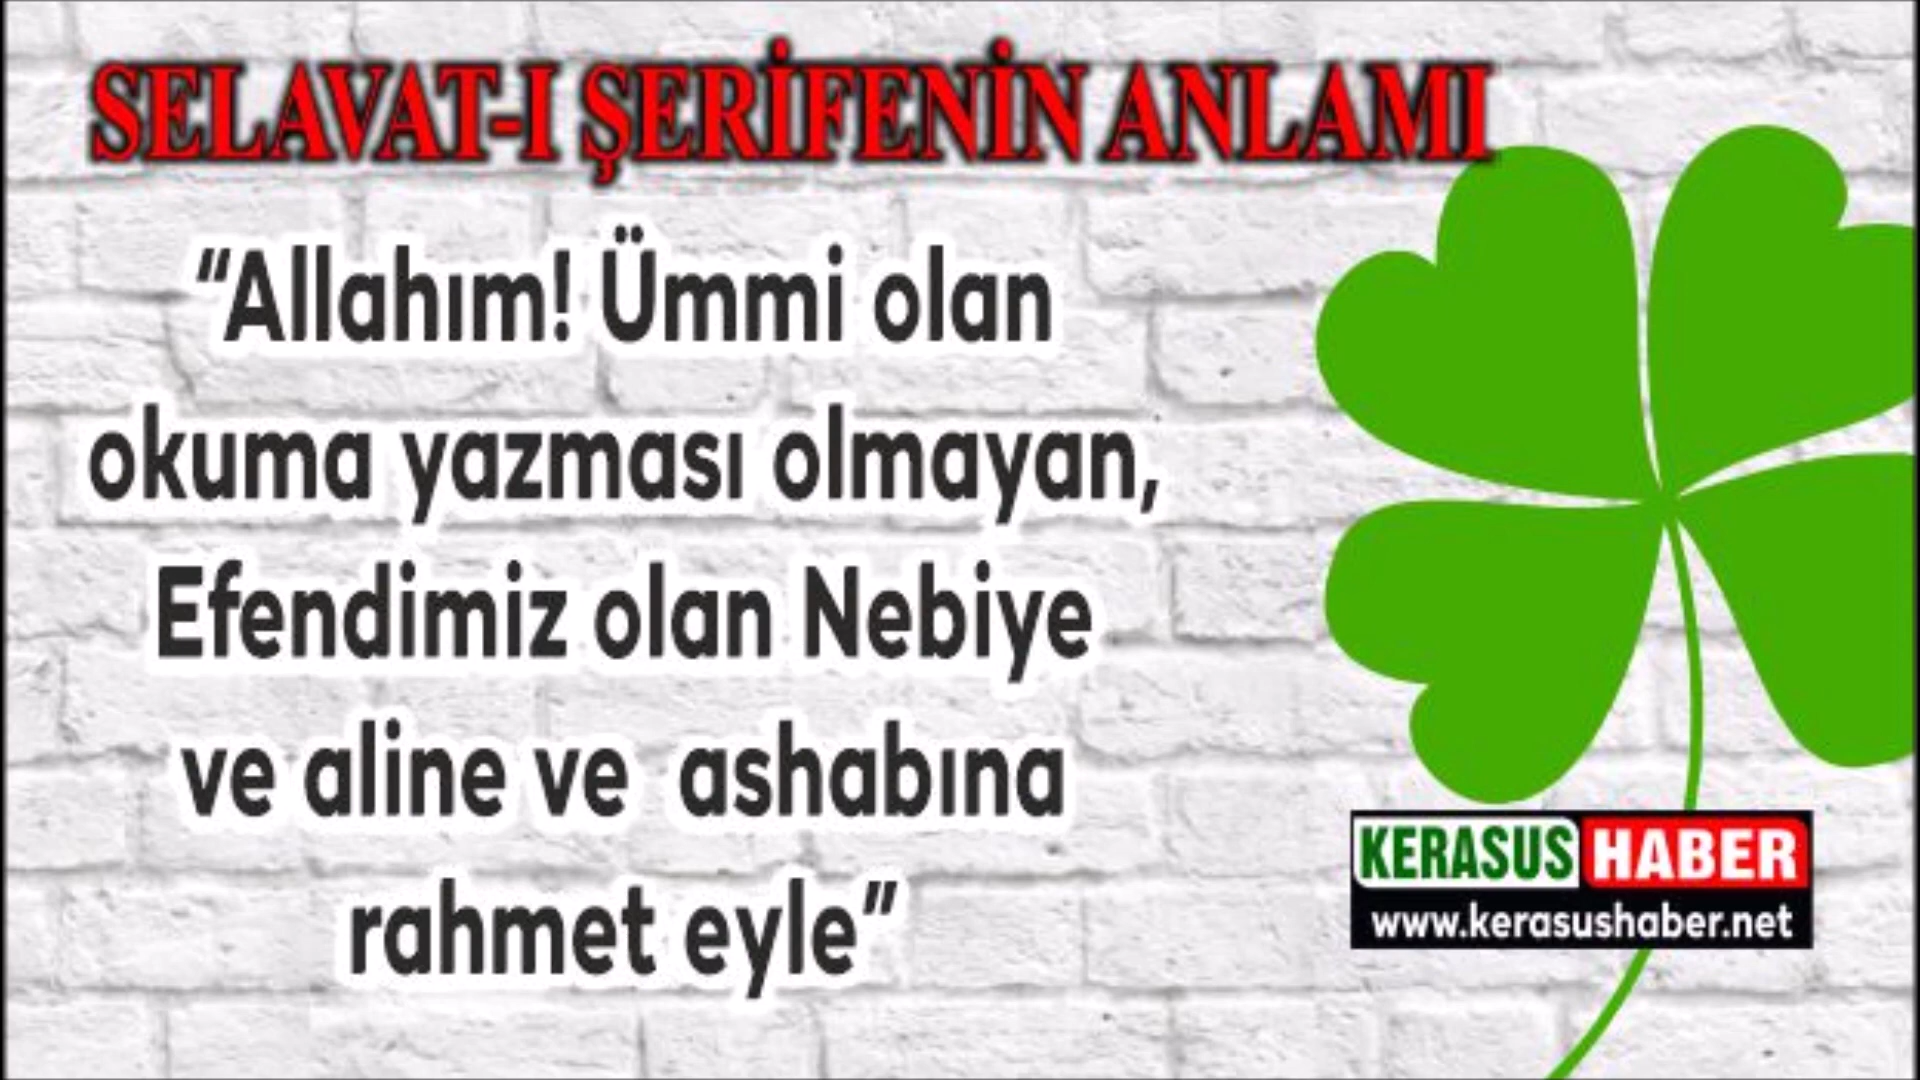 SELAVAT-I ŞERİFENİN ANLAMI
“Allahım! Ümmi olan
okuma yazması olmayan,
Efendimiz olan Nebiye
ve aline ve ashabına
rahmet eyle”
KERASUS HABER
www.kerasushaber.net